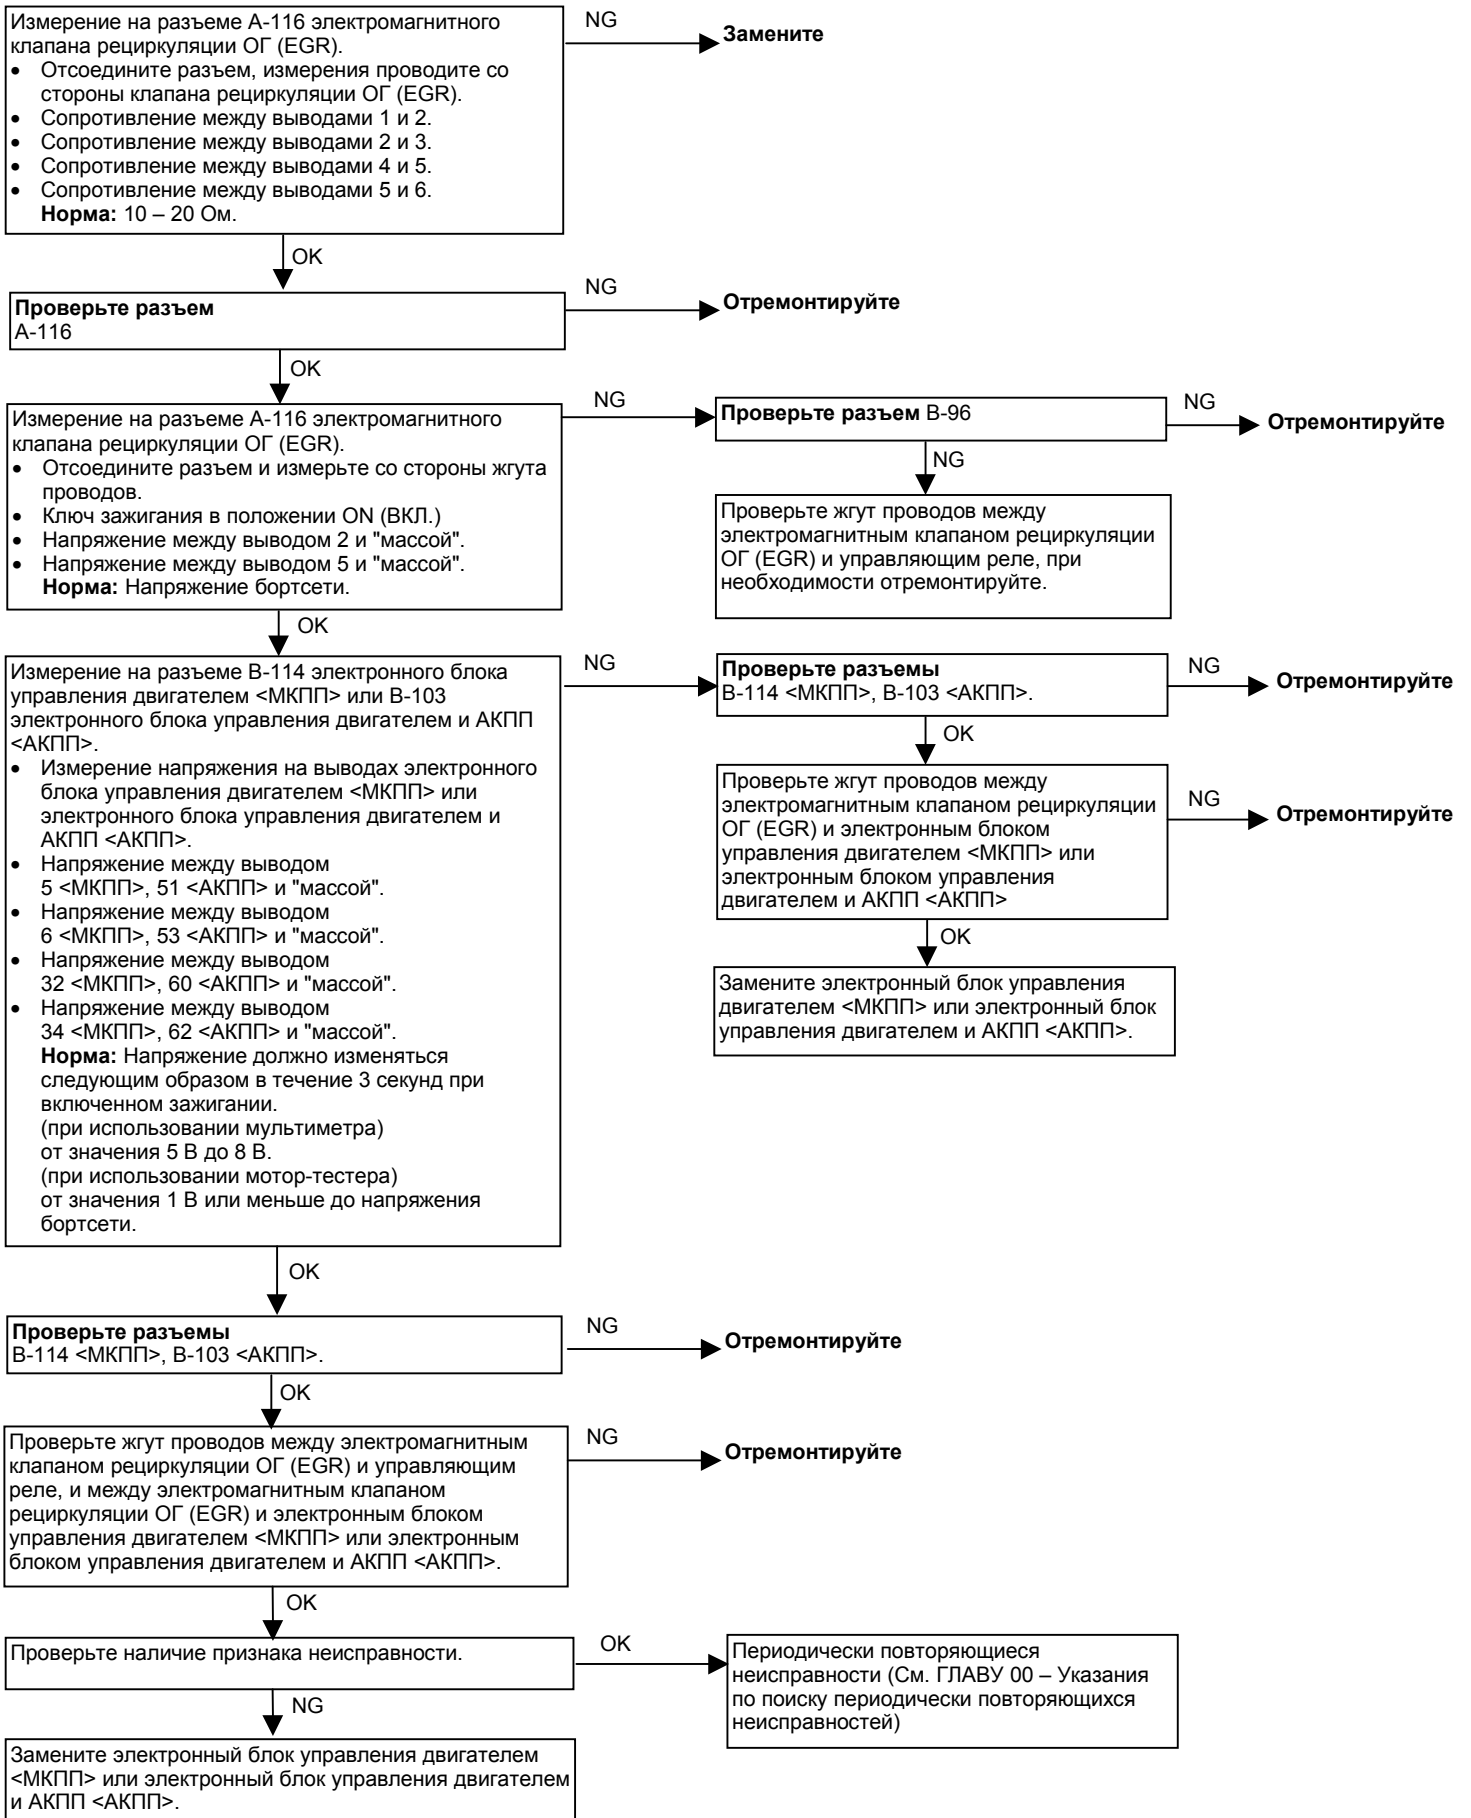 Измерение на разъеме А-116 электромагнитного
клапана рециркуляции ОГ (EGR).
• Отсоедините разъем, измерения проводите со
стороны клапана рециркуляции ОГ (EGR).
• Сопротивление между выводами 1 и 2.
• Сопротивление между выводами 2 и 3.
• Сопротивление между выводами 4 и 5.
• Сопротивление между выводами 5 и 6.
Норма: 10 – 20 Ом.
NG
Замените
OK
Проверьте разъем
А-116
NG
Отремонтируйте
OK
Измерение на разъеме А-116 электромагнитного
клапана рециркуляции ОГ (EGR).
• Отсоедините разъем и измерьте со стороны жгута
проводов.
• Ключ зажигания в положении ON (ВКЛ.)
• Напряжение между выводом 2 и "массой".
• Напряжение между выводом 5 и "массой".
Норма: Напряжение бортсети.
NG
Проверьте разъем В-96
NG
Отремонтируйте
NG
Проверьте жгут проводов между
электромагнитным клапаном рециркуляции
ОГ (EGR) и управляющим реле, при
необходимости отремонтируйте.
OK
Измерение на разъеме В-114 электронного блока
управления двигателем <МКПП> или В-103
электронного блока управления двигателем и АКПП
<АКПП>.
• Измерение напряжения на выводах электронного
блока управления двигателем <МКПП> или
электронного блока управления двигателем и
АКПП <АКПП>.
• Напряжение между выводом
5 <МКПП>, 51 <АКПП> и "массой".
• Напряжение между выводом
6 <МКПП>, 53 <АКПП> и "массой".
• Напряжение между выводом
32 <МКПП>, 60 <АКПП> и "массой".
• Напряжение между выводом
34 <МКПП>, 62 <АКПП> и "массой".
Норма: Напряжение должно изменяться
следующим образом в течение 3 секунд при
включенном зажигании.
(при использовании мультиметра)
от значения 5 В до 8 В.
(при использовании мотор-тестера)
от значения 1 В или меньше до напряжения
бортсети.
NG
Проверьте разъемы
В-114 <МКПП>, В-103 <АКПП>.
NG
Отремонтируйте
OK
Проверьте жгут проводов между
электромагнитным клапаном рециркуляции
ОГ (EGR) и электронным блоком
управления двигателем <МКПП> или
электронным блоком управления
двигателем и АКПП <АКПП>
NG
Отремонтируйте
OK
Замените электронный блок управления
двигателем <МКПП> или электронный блок
управления двигателем и АКПП <АКПП>.
OK
Проверьте разъемы
В-114 <МКПП>, В-103 <АКПП>.
NG
Отремонтируйте
OK
Проверьте жгут проводов между электромагнитным
клапаном рециркуляции ОГ (EGR) и управляющим
реле, и между электромагнитным клапаном
рециркуляции ОГ (EGR) и электронным блоком
управления двигателем <МКПП> или электронным
блоком управления двигателем и АКПП <АКПП>.
NG
Отремонтируйте
OK
Проверьте наличие признака неисправности.
OK
Периодически повторяющиеся
неисправности (См. ГЛАВУ 00 – Указания
по поиску периодически повторяющихся
неисправностей)
NG
Замените электронный блок управления двигателем
<МКПП> или электронный блок управления двигателем
и АКПП <АКПП>.